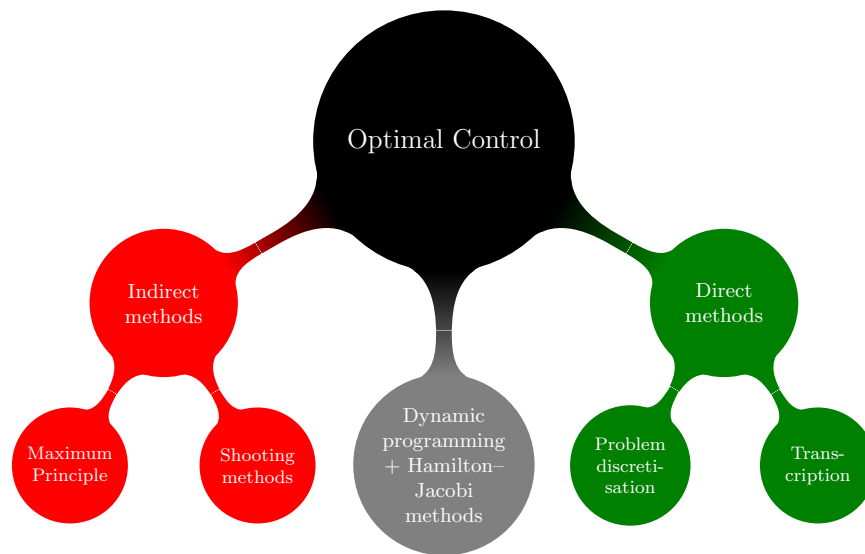 Optimal Control
Indirect
methods
Direct
methods
Maximum
Principle
Shooting
methods
Dynamic
programming
+ Hamilton–
Jacobi
methods
Problem
discreti-
sation
Trans-
cription